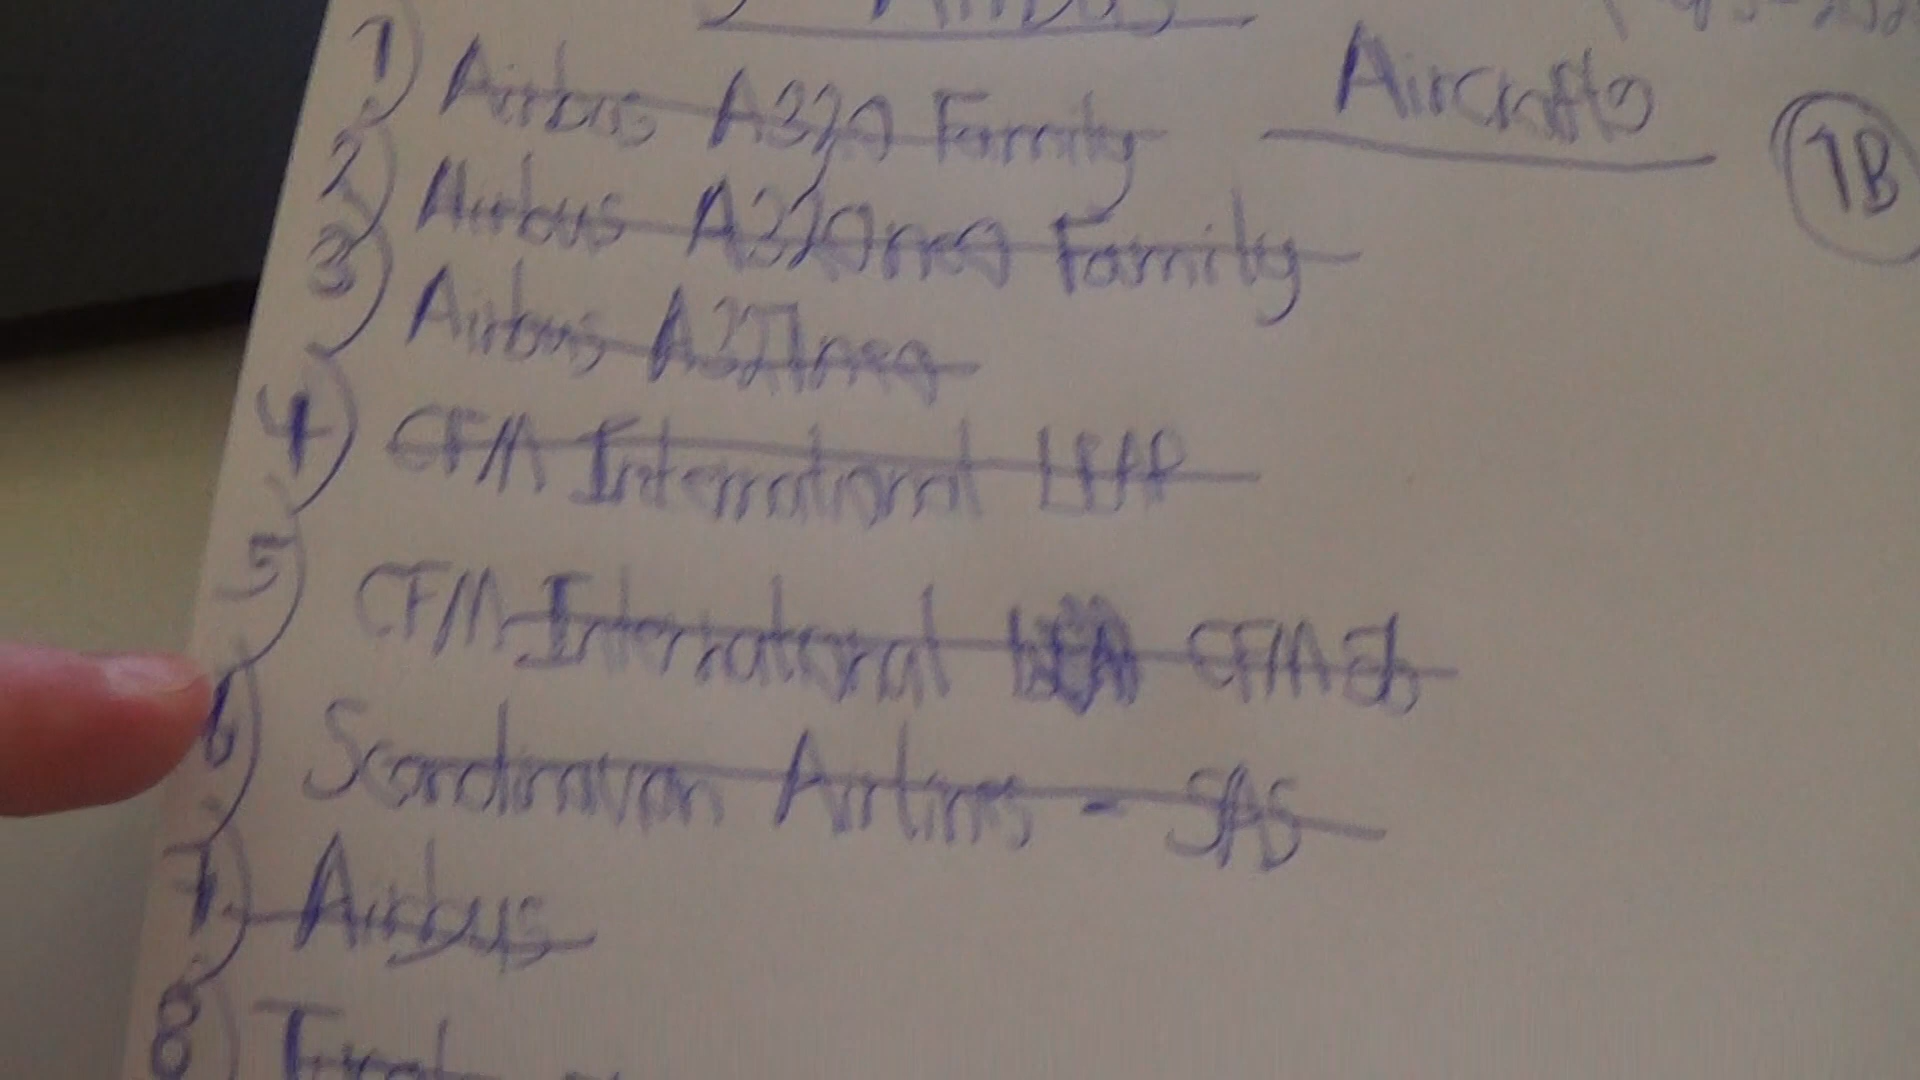 Airbus
Aircrafts
1B
1) Airbus A320 Family
2) Airbus A320neo Family
3) Airbus A321neo
4) CFM International LEAP
5) CFM International CFM56
6) Scandinavian Airlines - SAS
7) Airbus
8)